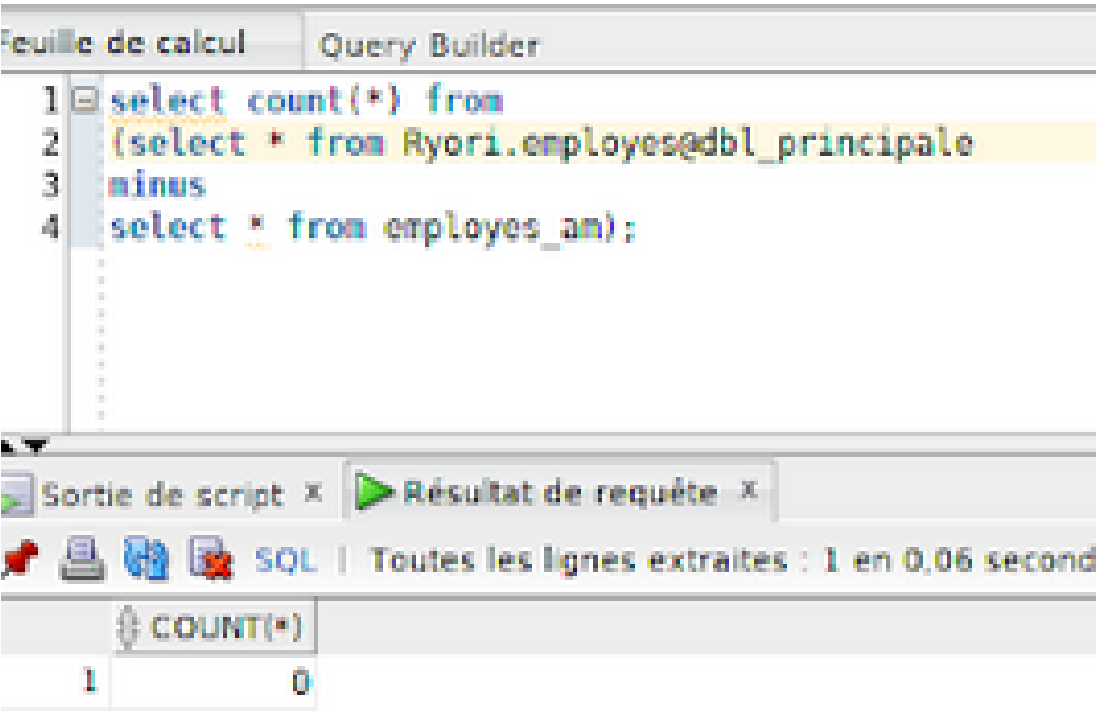 Feuille de calcul Query Builder
1 select count(*) from
2 (select * from Ryori.employes@dbl_principale
3 minus
4 select * from employes_am);
Sortie de script x Résultat de requête x
SQL | Toutes les lignes extraites : 1 en 0,06 second
COUNT(*)
1 0